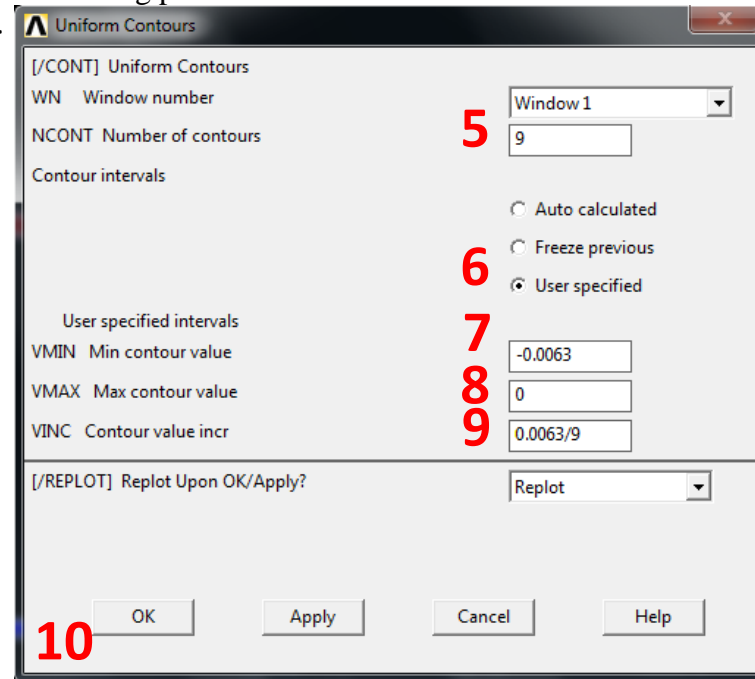 Uniform Contours
[/CONT] Uniform Contours
WN Window number
Window 1
NCONT Number of contours
5
9
Contour intervals
Auto calculated
Freeze previous
6
User specified
User specified intervals
7
VMIN Min contour value
-0.0063
VMAX Max contour value
8
0
VINC Contour value incr
9
0.0063/9
[/REPLOT] Replot Upon OK/Apply?
Replot
OK Apply Cancel Help
10